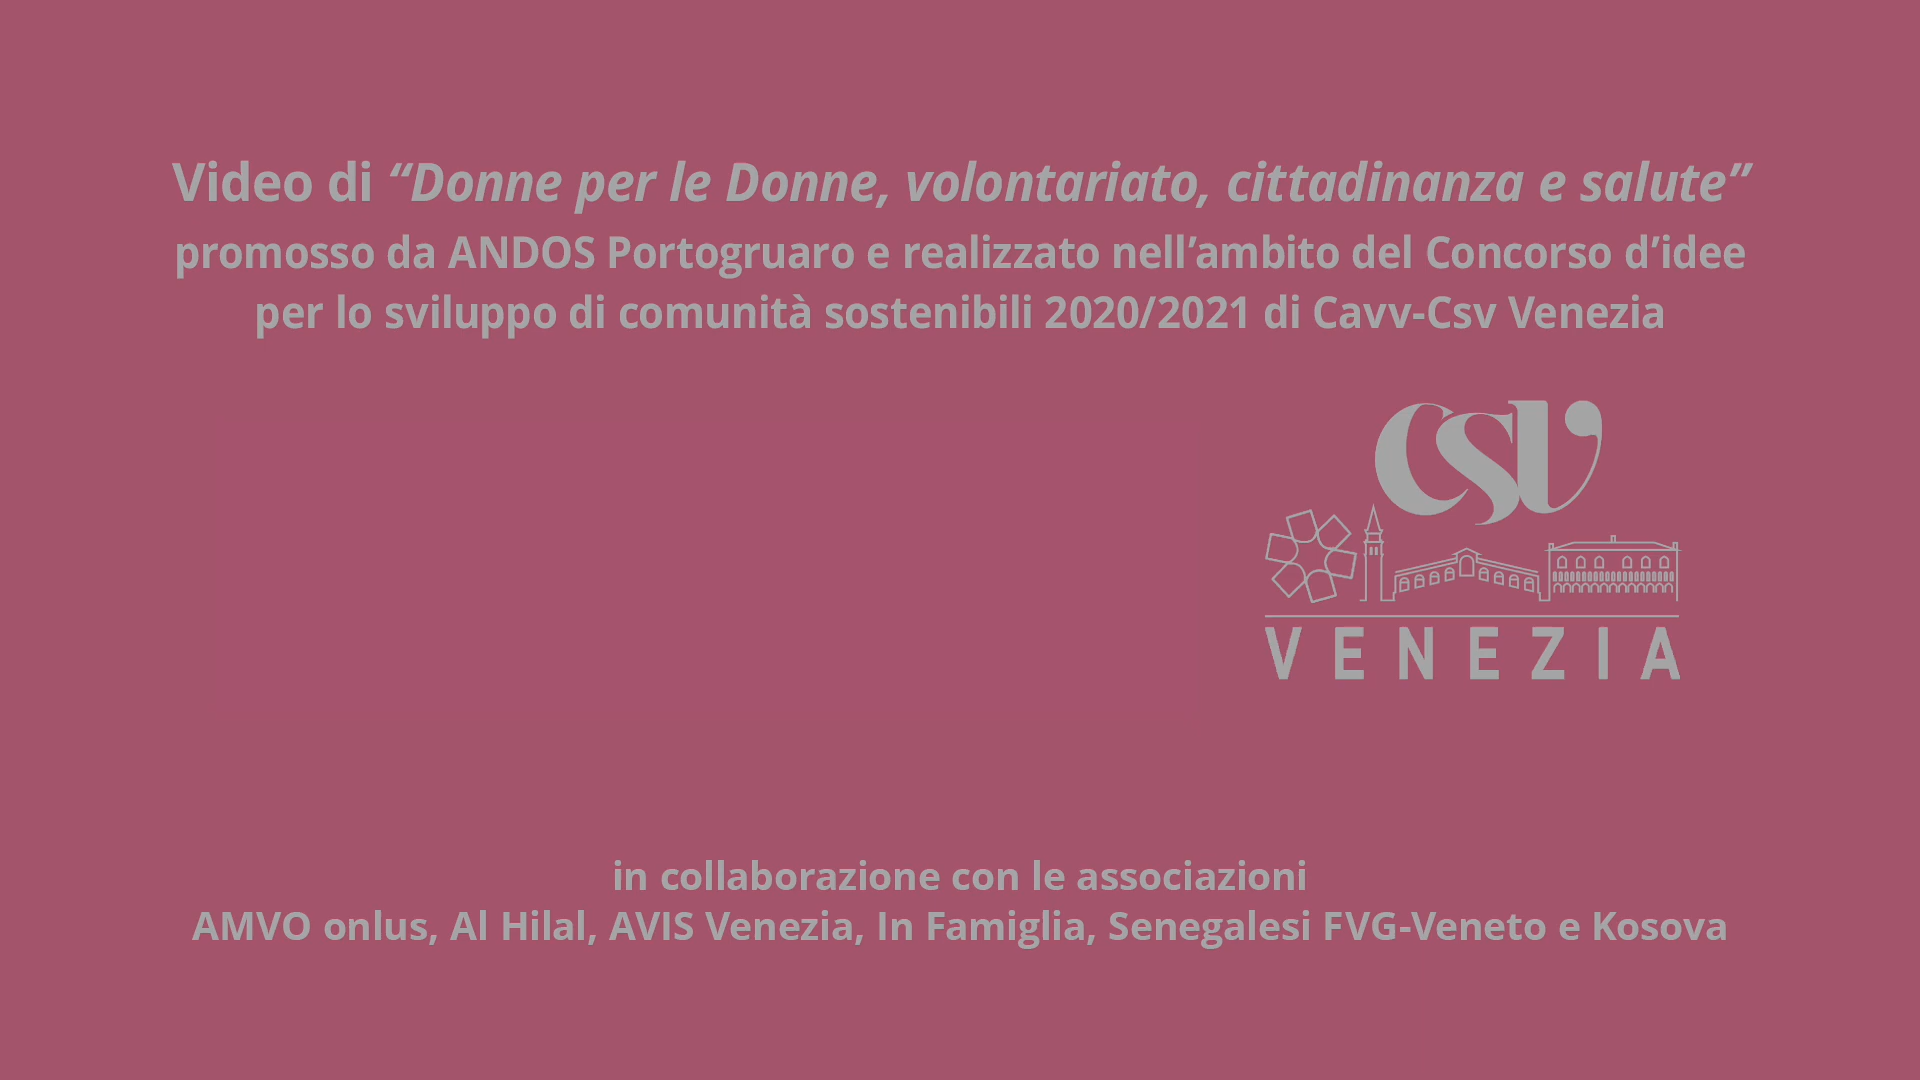 Video di “Donne per le Donne, volontariato, cittadinanza e salute”
promosso da ANDOS Portogruaro e realizzato nell’ambito del Concorso d’idee
per lo sviluppo di comunità sostenibili 2020/2021 di Cavv-Csv Venezia
csv
VENEZIA
in collaborazione con le associazioni
AMVO onlus, Al Hilal, AVIS Venezia, In Famiglia, Senegalesi FVG-Veneto e Kosova